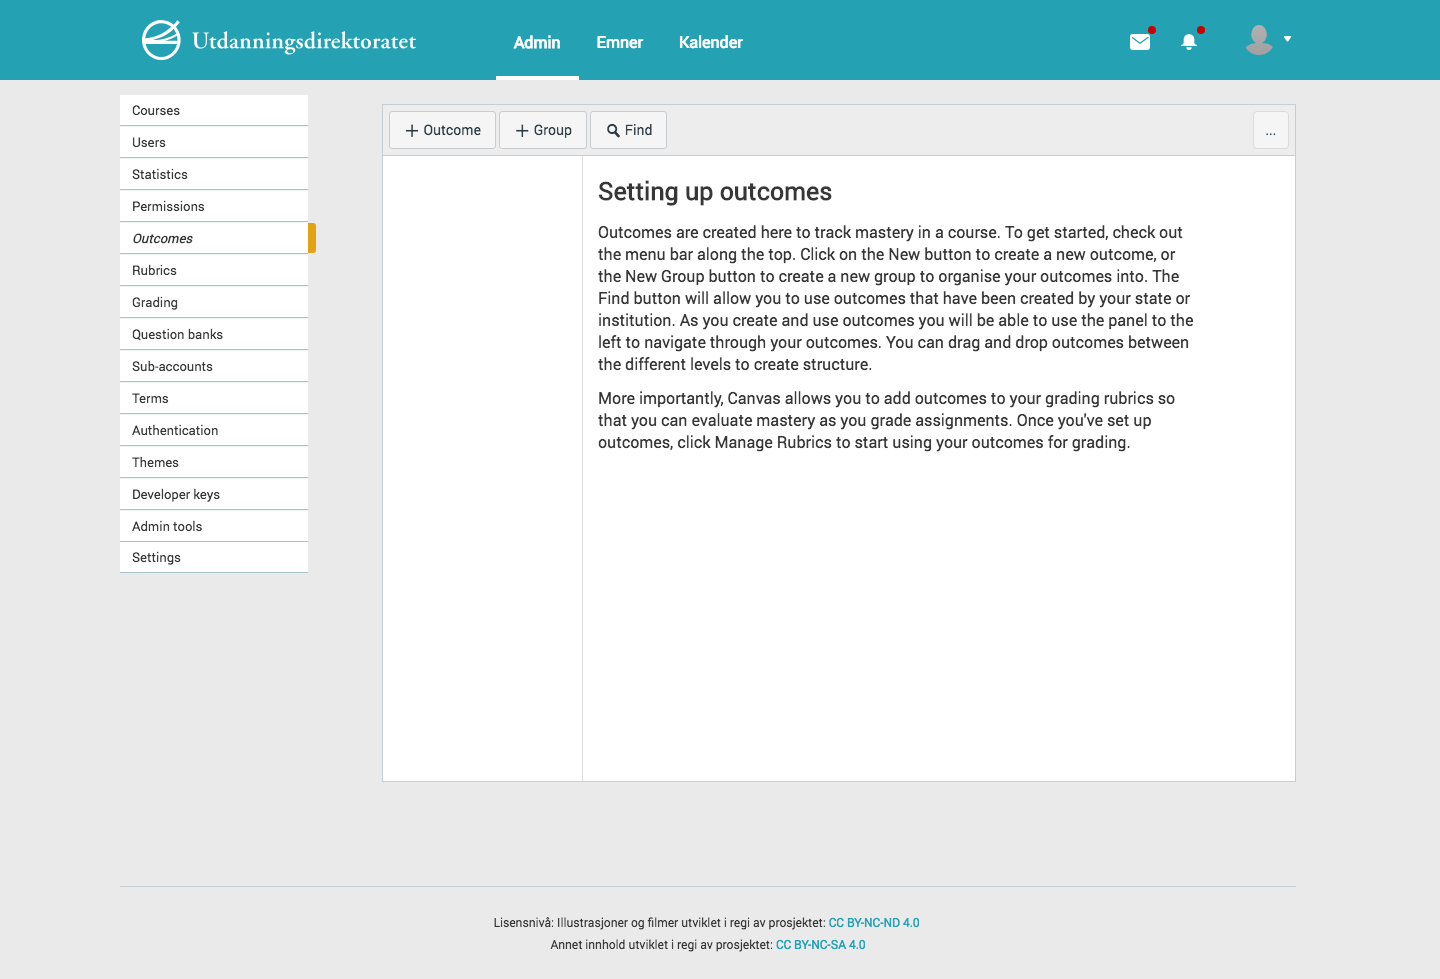 Utdanningsdirektoratet
Admin
Emner
Kalender
Courses
Users
Statistics
Permissions
Outcomes
Rubrics
Grading
Question banks
Sub-accounts
Terms
Authentication
Themes
Developer keys
Admin tools
Settings
+ Outcome
+ Group
Find
...
Setting up outcomes
Outcomes are created here to track mastery in a course. To get started, check out
the menu bar along the top. Click on the New button to create a new outcome, or
the New Group button to create a new group to organise your outcomes into. The
Find button will allow you to use outcomes that have been created by your state or
institution. As you create and use outcomes you will be able to use the panel to the
left to navigate through your outcomes. You can drag and drop outcomes between
the different levels to create structure.
More importantly, Canvas allows you to add outcomes to your grading rubrics so
that you can evaluate mastery as you grade assignments. Once you've set up
outcomes, click Manage Rubrics to start using your outcomes for grading.
Lisensnivå: Illustrasjoner og filmer utviklet i regi av prosjektet: CC BY-NC-ND 4.0
Annet innhold utviklet i regi av prosjektet: CC BY-NC-SA 4.0